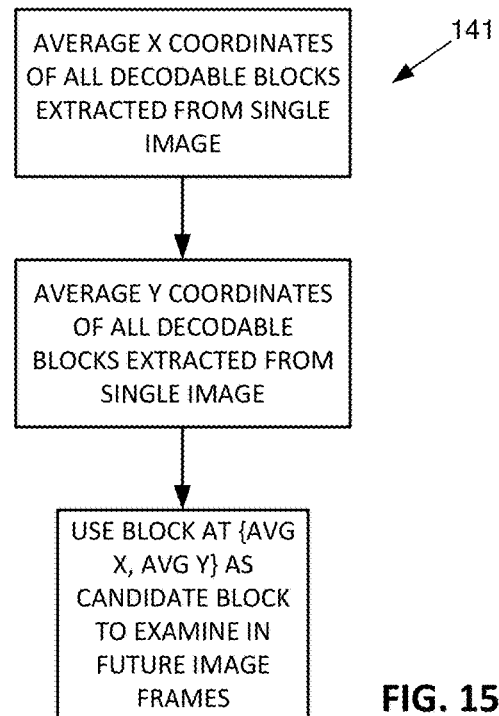 141
AVERAGE X COORDINATES
OF ALL DECODABLE BLOCKS
EXTRACTED FROM SINGLE
IMAGE
AVERAGE Y COORDINATES
OF ALL DECODABLE
BLOCKS EXTRACTED FROM
SINGLE IMAGE
USE BLOCK AT {AVG
X, AVG Y} AS
CANDIDATE BLOCK
TO EXAMINE IN
FUTURE IMAGE
FRAMES
FIG. 15